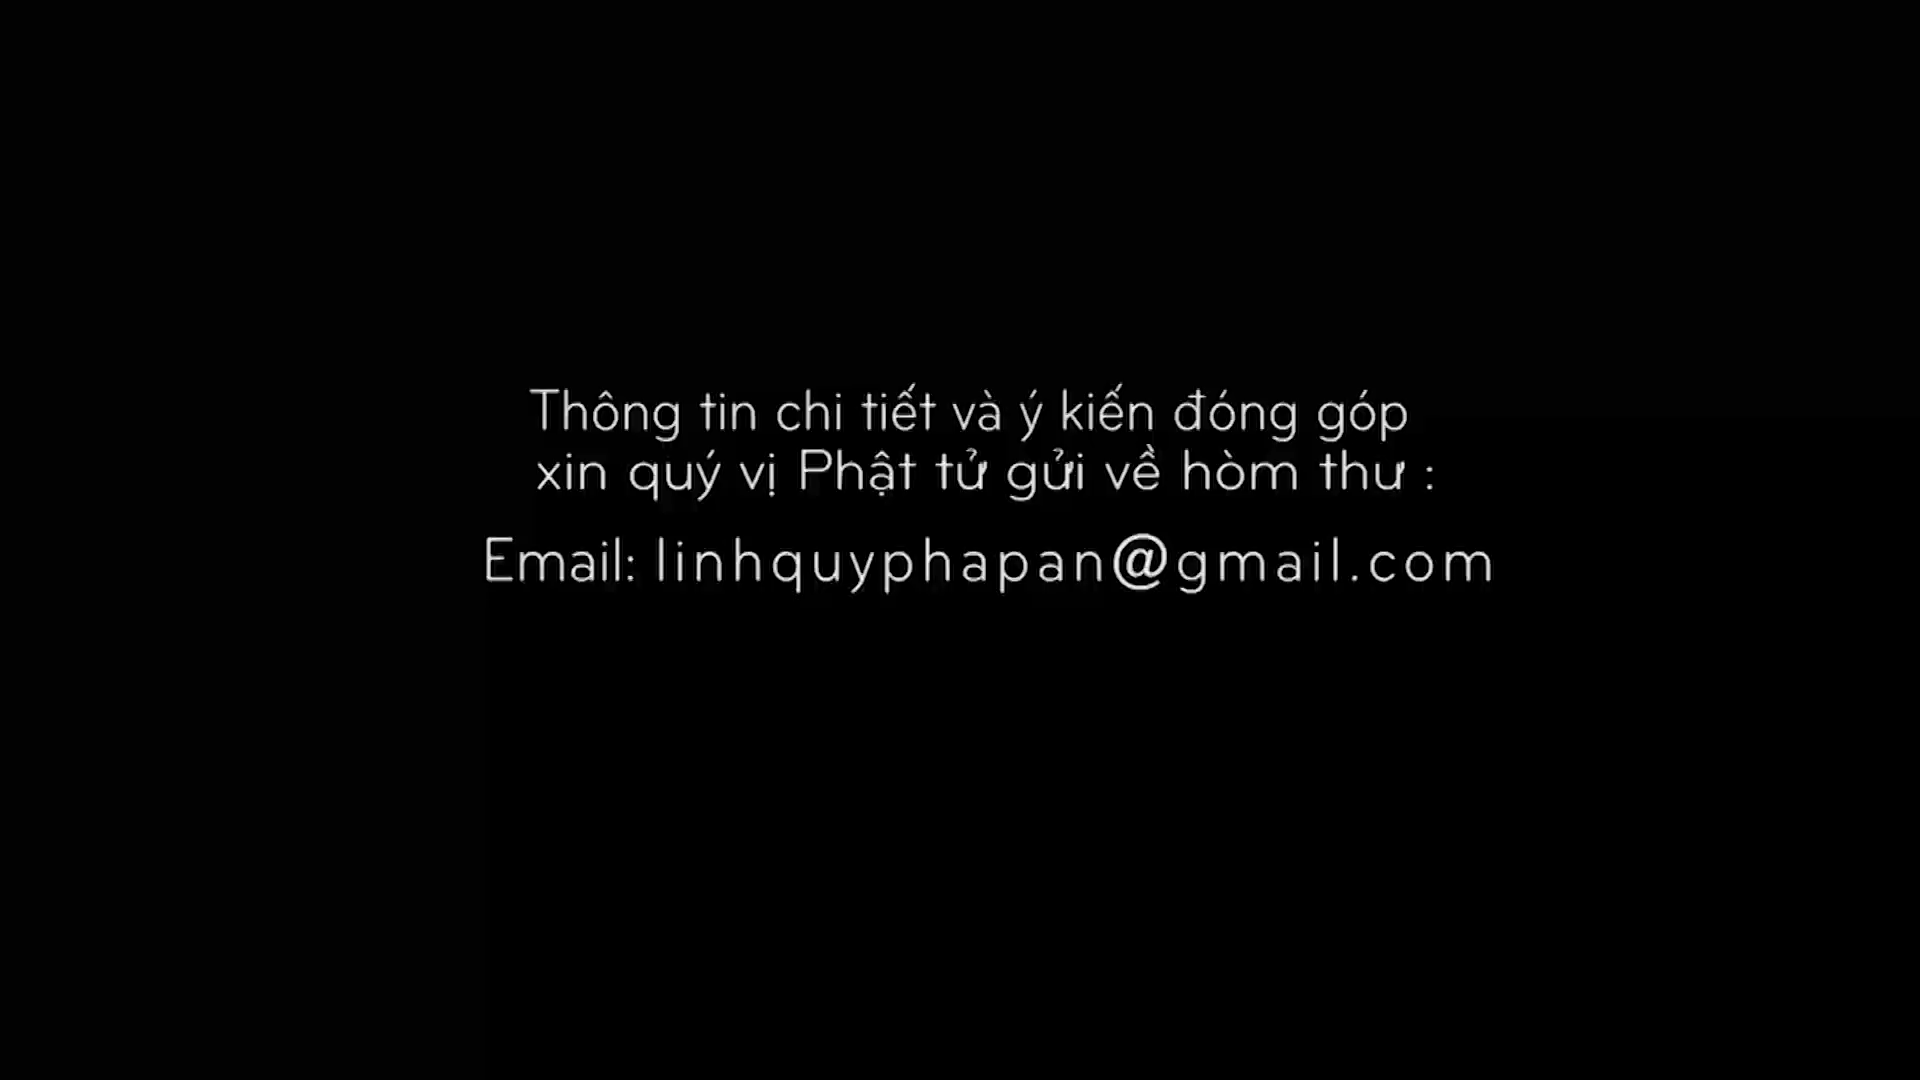 Thông tin chi tiết và ý kiến đóng góp
xin quý vị Phật tử gửi về hòm thư :
Email: linhquyphapan@gmail.com